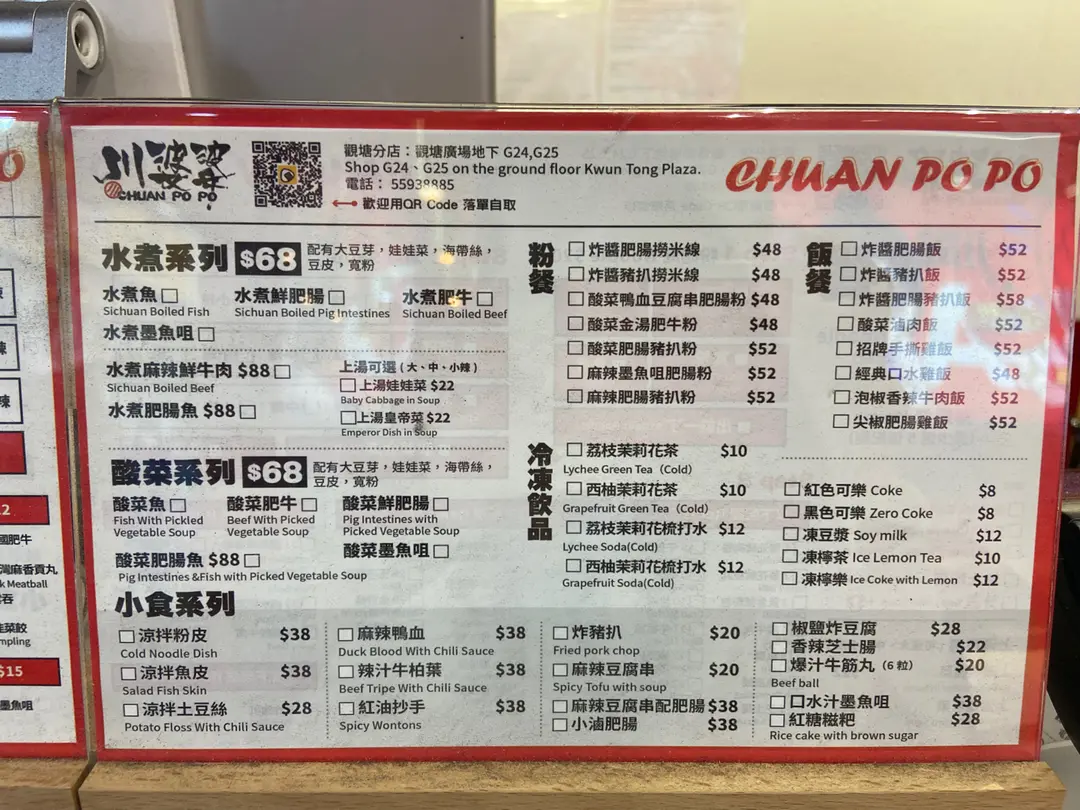 川婆婆
CHUAN PO PO
觀塘分店：觀塘廣場地下 G24,G25
Shop G24、G25 on the ground floor Kwun Tong Plaza.
電話： 55938885
歡迎用QR Code 落單自取
CHUAN PO PO
水煮系列 $68 配有大豆芽，娃娃菜，海帶絲，
豆皮，寬粉
水煮魚 水煮鮮肥腸 水煮肥牛
Sichuan Boiled Fish Sichuan Boiled Pig Intestines Sichuan Boiled Beef
水煮墨魚咀
水煮麻辣鮮牛肉 $88
Sichuan Boiled Beef
水煮肥腸魚 $88
上湯可選 (大、中、小辣)
上湯娃娃菜 $22
Baby Cabbage in Soup
上湯皇帝菜 $22
Emperor Dish in Soup
酸菜系列 $68 配有大豆芽，娃娃菜，海帶絲，
豆皮，寬粉
酸菜魚 酸菜肥牛 酸菜鮮肥腸
Fish With Pickled Beef With Picked Pig Intestines with
Vegetable Soup Vegetable Soup Picked Vegetable Soup
酸菜肥腸魚 $88 酸菜墨魚咀
Pig Intestines &Fish with Picked Vegetable Soup
粉餐
炸醬肥腸撈米線 $48
炸醬豬扒撈米線 $48
酸菜鴨血豆腐串肥腸粉 $48
酸菜金湯肥牛粉 $48
酸菜肥腸豬扒粉 $52
麻辣墨魚咀肥腸粉 $52
麻辣肥腸豬扒粉 $52
飯餐
炸醬肥腸飯 $52
炸醬豬扒飯 $52
炸醬肥腸豬扒飯 $58
酸菜滷肉飯 $52
招牌手撕雞飯 $52
經典口水雞飯 $48
泡椒香辣牛肉飯 $52
尖椒肥腸雞飯 $52
冷凍飲品
荔枝茉莉花茶 $10
Lychee Green Tea（Cold)
西柚茉莉花茶 $10
Grapefruit Green Tea（Cold)
荔枝茉莉花梳打水 $12
Lychee Soda(Cold)
西柚茉莉花梳打水 $12
Grapefruit Soda(Cold)
紅色可樂 Coke $8
黑色可樂 Zero Coke $8
凍豆漿 Soy milk $12
凍檸茶 Ice Lemon Tea $10
凍檸樂 Ice Coke with Lemon $12
小食系列
涼拌粉皮 $38
Cold Noodle Dish
涼拌魚皮 $38
Salad Fish Skin
涼拌土豆絲 $28
Potato Floss With Chili Sauce
麻辣鴨血 $38
Duck Blood With Chili Sauce
辣汁牛柏葉 $38
Beef Tripe With Chili Sauce
紅油抄手 $38
Spicy Wontons
炸豬扒 $20
Fried pork chop
麻辣豆腐串 $20
Spicy Tofu with soup
麻辣豆腐串配肥腸 $38
小滷肥腸 $38
椒鹽炸豆腐 $28
香辣芝士腸 $22
爆汁牛筋丸（6 粒) $20
Beef ball
口水汁墨魚咀 $38
紅糖糍粑 $28
Rice cake with brown sugar
國肥牛
灣麻香貢丸
k Meatball
菜餃
mpling
$15
墨魚咀